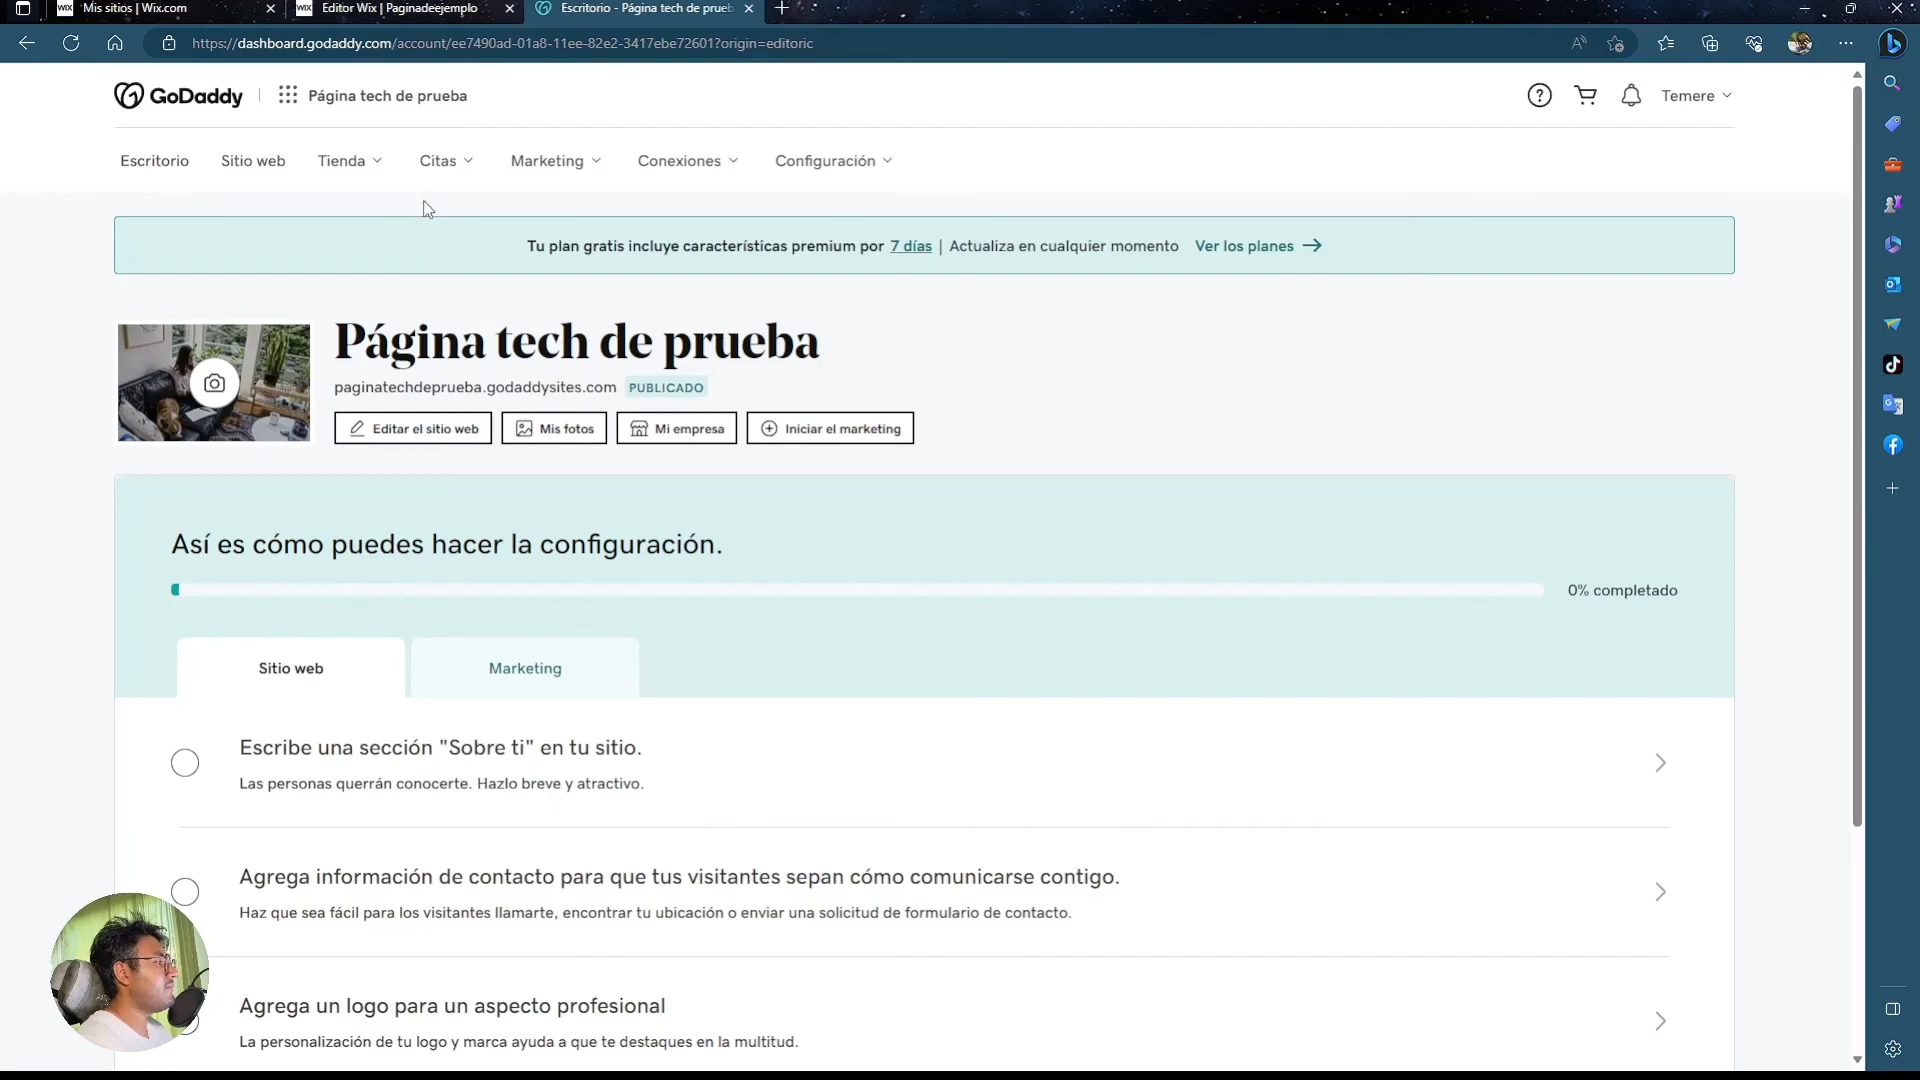 Mis sitios | Wix.com
Editor Wix | Paginadeejemplo
Escritorio - Página tech de prueb
https://dashboard.godaddy.com/account/ee7490ad-01a8-11ee-82e2-3417ebe72601?origin=editoric
GoDaddy
Página tech de prueba
Temere
Escritorio
Sitio web
Tienda
Citas
Marketing
Conexiones
Configuración
Tu plan gratis incluye características premium por 7 días | Actualiza en cualquier momento Ver los planes →
Página tech de prueba
paginatechdeprueba.godaddysites.com PUBLICADO
Editar el sitio web
Mis fotos
Mi empresa
Iniciar el marketing
Así es cómo puedes hacer la configuración.
0% completado
Sitio web
Marketing
Escribe una sección "Sobre ti" en tu sitio.
Las personas querrán conocerte. Hazlo breve y atractivo.
Agrega información de contacto para que tus visitantes sepan cómo comunicarse contigo.
Haz que sea fácil para los visitantes llamarte, encontrar tu ubicación o enviar una solicitud de formulario de contacto.
Agrega un logo para un aspecto profesional
La personalización de tu logo y marca ayuda a que te destaques en la multitud.